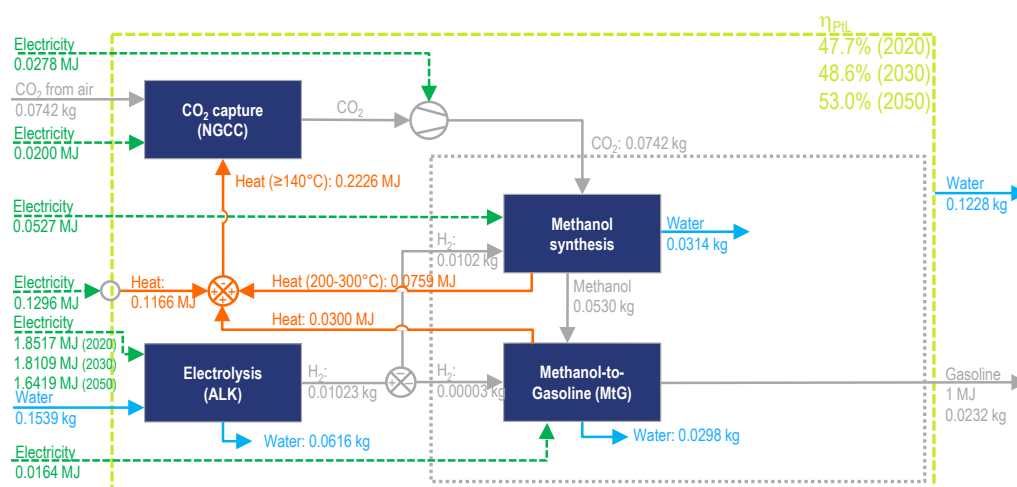 η PtL
47.7% (2020)
48.6% (2030)
53.0% (2050)
Electricity
0.0278 MJ
CO₂ from air
0.0742 kg
Electricity
0.0200 MJ
CO₂ capture
(NGCC)
CO₂
CO₂: 0.0742 kg
Heat (≥140°C): 0.2226 MJ
Electricity
0.0527 MJ
H₂:
0.0102 kg
Methanol
synthesis
Water
0.0314 kg
Water
0.1228 kg
Electricity
0.1296 MJ
Heat:
0.1166 MJ
Heat (200-300°C): 0.0759 MJ
Methanol
0.0530 kg
Heat: 0.0300 MJ
Electricity
1.8517 MJ (2020)
1.8109 MJ (2030)
1.6419 MJ (2050)
Water
0.1539 kg
Electrolysis
(ALK)
H₂:
0.01023 kg
H₂:
0.00003 kg
Methanol-to-
Gasoline (MtG)
Gasoline
1 MJ
0.0232 kg
Water: 0.0616 kg
Water: 0.0298 kg
Electricity
0.0164 MJ